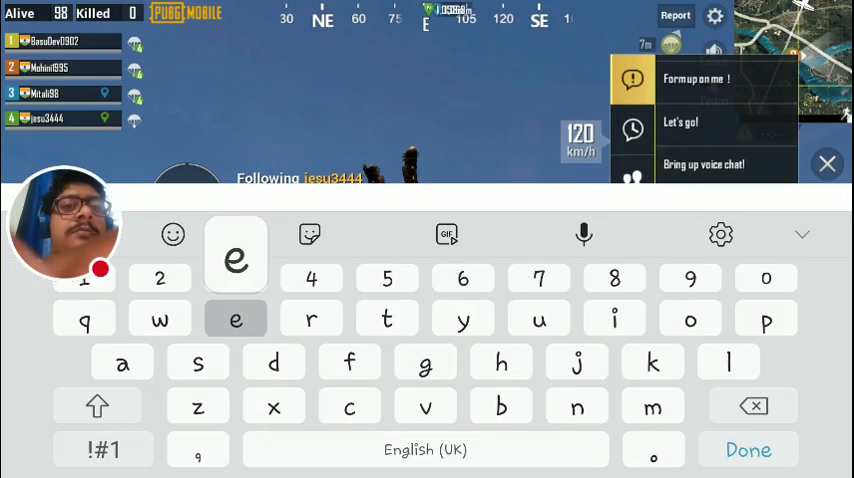 Alive 98 Killed 0 PUBG MOBILE
30 NE 60 75 E 105 120 SE
Report
1 BasuDev0902
2 Mohini1995
3 Mitali98
4 jesu3444
7m
Form up on me !
Let's go!
Bring up voice chat!
120
km/h
Following jesu3444
GIF
e
1 2 4 5 6 7 8 9 0
q w e r t y u i o p
a s d f g h j k l
z x c v b n m
!#1 , English (UK) . Done